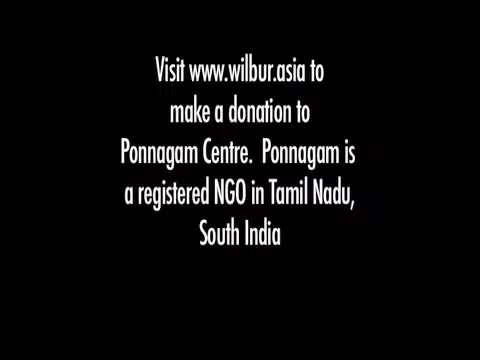 Visit www.wilbur.asia to
make a donation to
Ponnagam Centre.  Ponnagam is
a registered NGO in Tamil Nadu,
South India